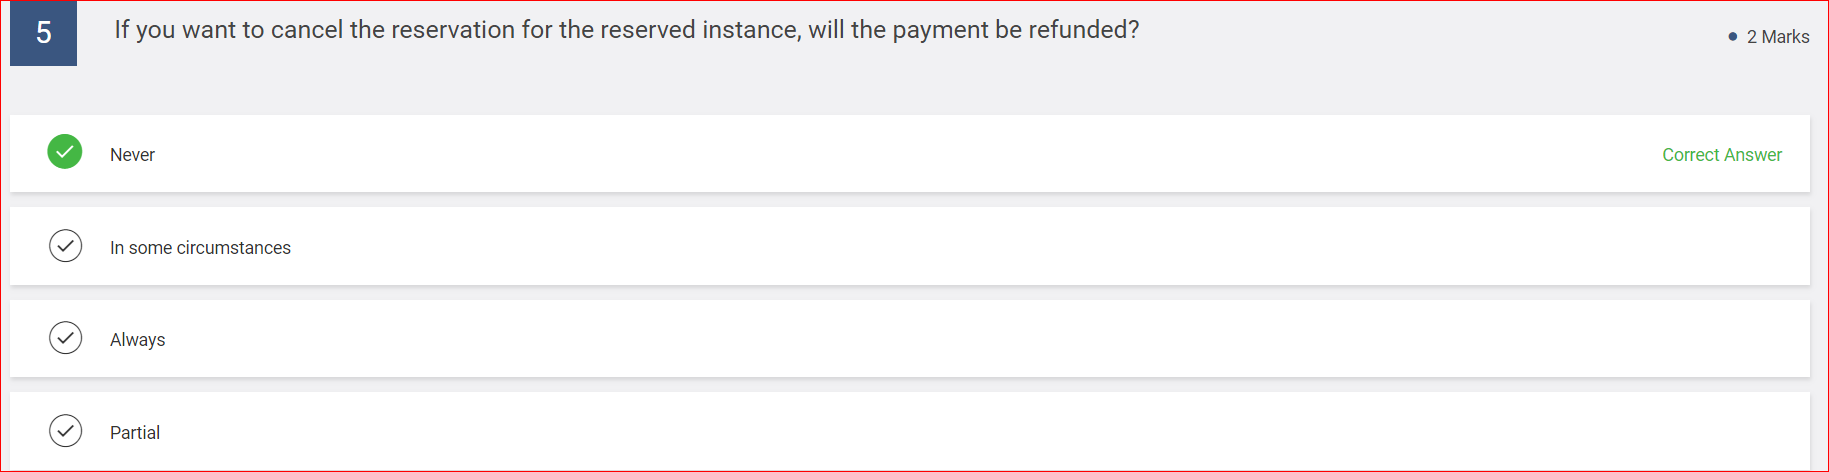 5
If you want to cancel the reservation for the reserved instance, will the payment be refunded?
2 Marks
Never
Correct Answer
In some circumstances
Always
Partial